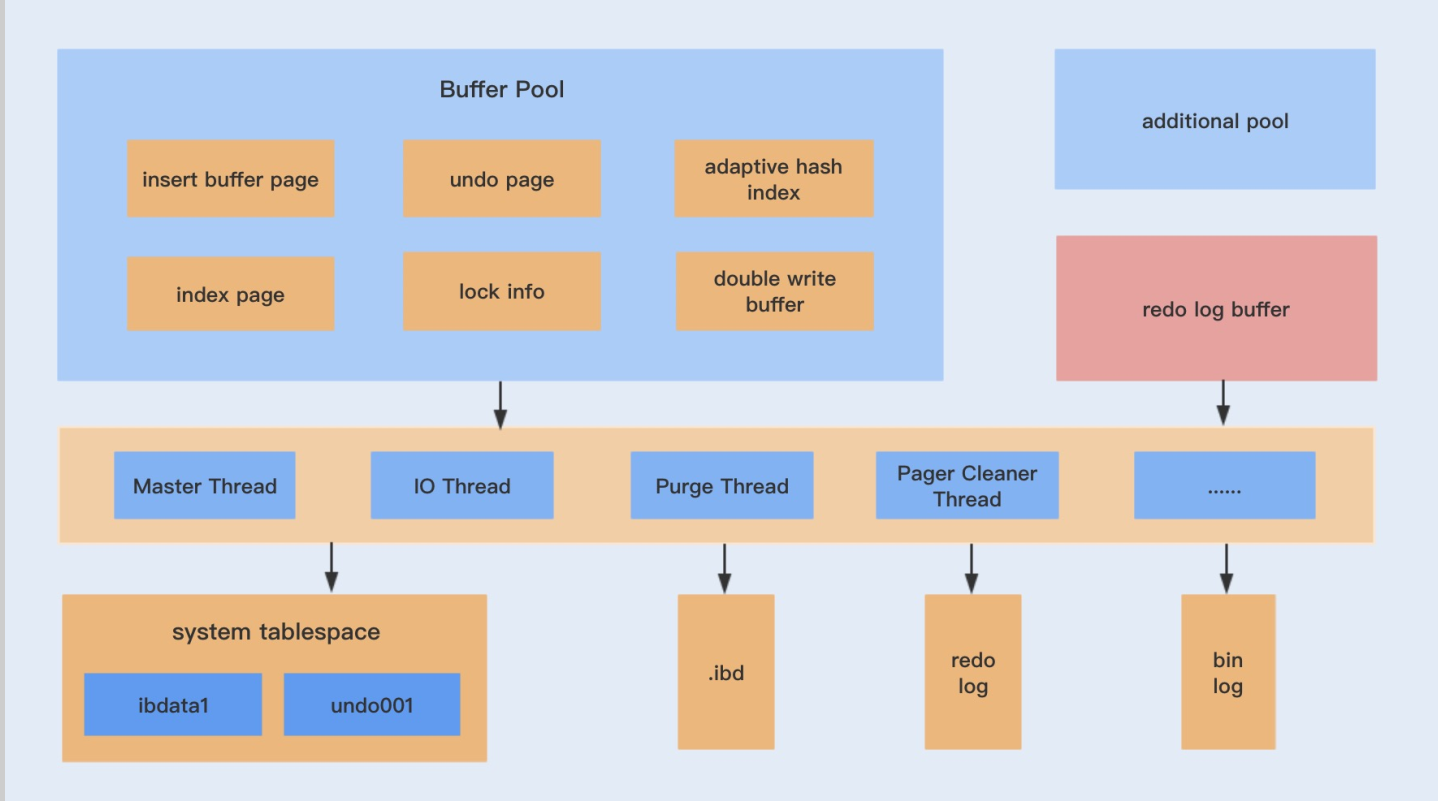 Buffer Pool
insert buffer page
undo page
adaptive hash
index
index page
lock info
double write
buffer
additional pool
redo log buffer
Master Thread
IO Thread
Purge Thread
Pager Cleaner
Thread
......
system tablespace
ibdata1
undo001
.ibd
redo
log
bin
log